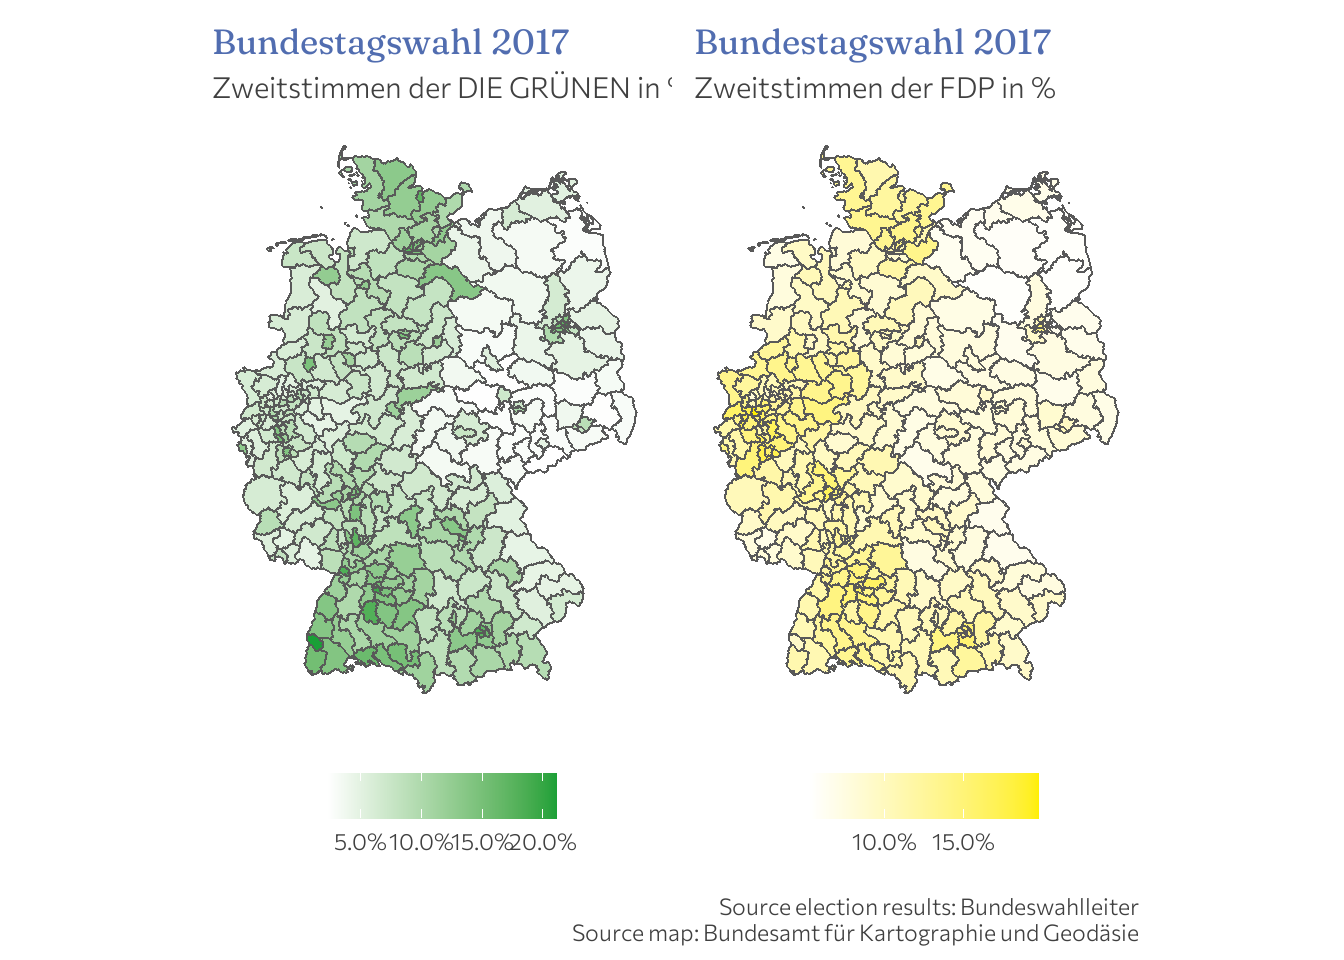 Bundestagswahl 2017
Zweitstimmen der DIE GRÜNEN in
Bundestagswahl 2017
Zweitstimmen der FDP in %
5.0% 10.0% 15.0% 20.0%
10.0% 15.0%
Source election results: Bundeswahlleiter
Source map: Bundesamt für Kartographie und Geodäsie